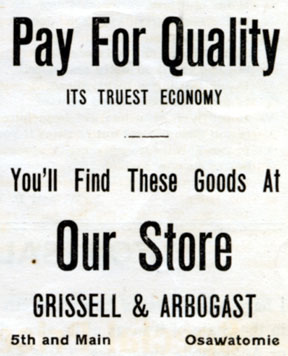 Pay For Quality
ITS TRUEST ECONOMY
You'll Find These Goods At
Our Store
GRISSELL & ARBOGAST
5th and Main Osawatomie